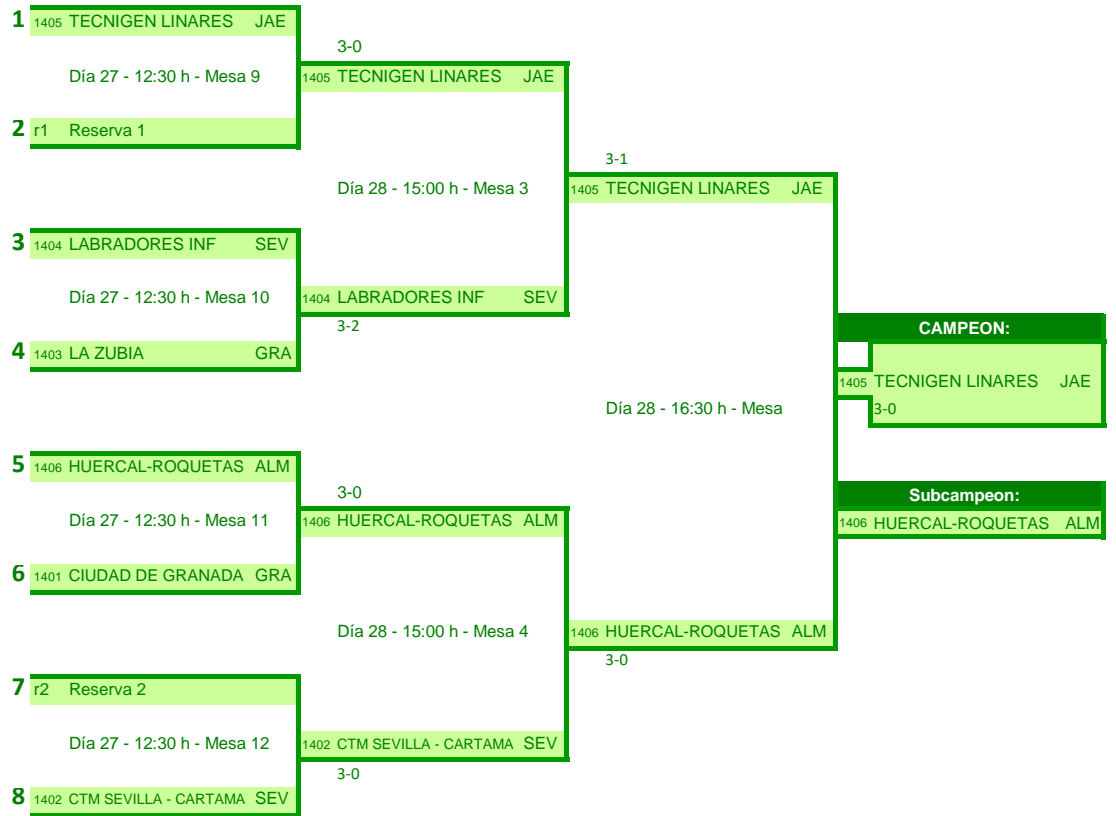 1 1405 TECNIGEN LINARES JAE
3-0
Día 27 - 12:30 h - Mesa 9
1405 TECNIGEN LINARES JAE
2 r1 Reserva 1
3-1
Día 28 - 15:00 h - Mesa 3
1405 TECNIGEN LINARES JAE
3 1404 LABRADORES INF SEV
Día 27 - 12:30 h - Mesa 10
1404 LABRADORES INF SEV
3-2
CAMPEON:
4 1403 LA ZUBIA GRA
1405 TECNIGEN LINARES JAE
Día 28 - 16:30 h - Mesa
3-0
5 1406 HUERCAL-ROQUETAS ALM
3-0
Subcampeon:
Día 27 - 12:30 h - Mesa 11
1406 HUERCAL-ROQUETAS ALM
1406 HUERCAL-ROQUETAS ALM
6 1401 CIUDAD DE GRANADA GRA
Día 28 - 15:00 h - Mesa 4
1406 HUERCAL-ROQUETAS ALM
3-0
7 r2 Reserva 2
Día 27 - 12:30 h - Mesa 12
1402 CTM SEVILLA - CARTAMA SEV
3-0
8 1402 CTM SEVILLA - CARTAMA SEV